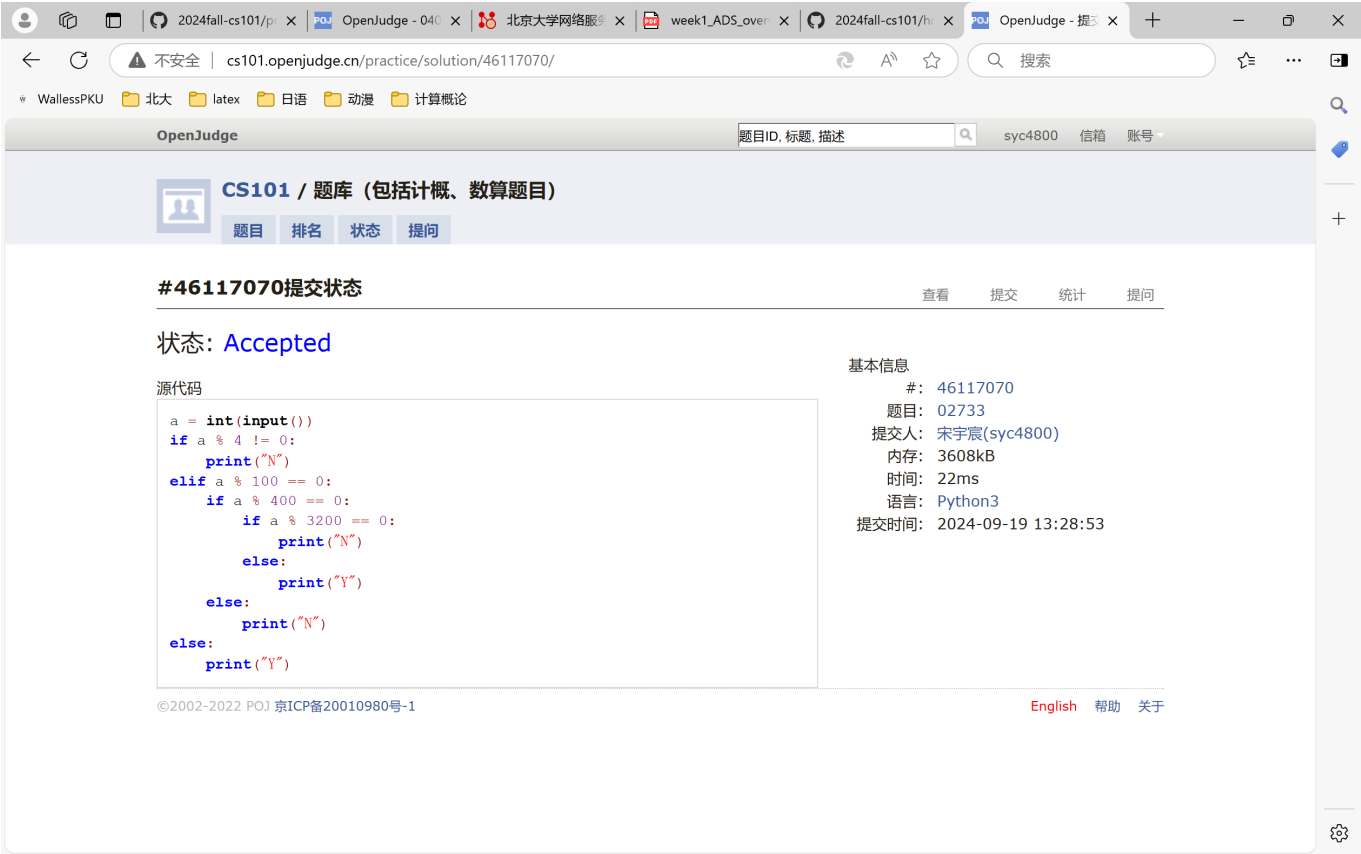 2024fall-cs101/pr
OpenJudge - 040
北京大学网络服务
week1_ADS_over
2024fall-cs101/ho
OpenJudge - 提交
不安全 cs101.openjudge.cn/practice/solution/46117070/
搜索
WallessPKU 北大 latex 日语 动漫 计算概论
OpenJudge
题目ID, 标题, 描述
syc4800 信箱 账号
CS101 / 题库（包括计概、数算题目）
题目 排名 状态 提问
#46117070提交状态
查看 提交 统计 提问
状态: Accepted
源代码
a = int(input())
if a % 4 != 0:
    print("N")
elif a % 100 == 0:
    if a % 400 == 0:
        if a % 3200 == 0:
            print("N")
        else:
            print("Y")
    else:
        print("N")
else:
    print("Y")
基本信息
#: 46117070
题目: 02733
提交人: 宋宇宸(syc4800)
内存: 3608kB
时间: 22ms
语言: Python3
提交时间: 2024-09-19 13:28:53
©2002-2022 POJ 京ICP备20010980号-1
English 帮助 关于